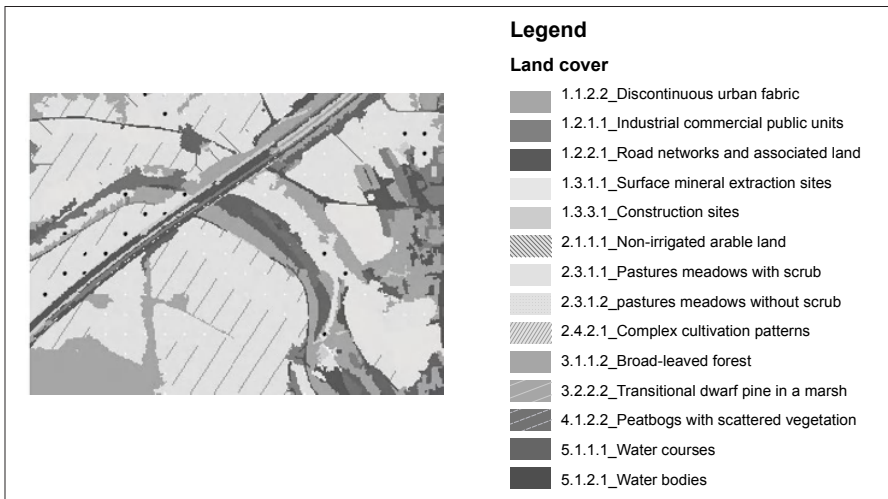 Legend
Land cover
1.1.2.2_Discontinuous urban fabric
1.2.1.1_Industrial commercial public units
1.2.2.1_Road networks and associated land
1.3.1.1_Surface mineral extraction sites
1.3.3.1_Construction sites
2.1.1.1_Non-irrigated arable land
2.3.1.1_Pastures meadows with scrub
2.3.1.2_pastures meadows without scrub
2.4.2.1_Complex cultivation patterns
3.1.1.2_Broad-leaved forest
3.2.2.2_Transitional dwarf pine in a marsh
4.1.2.2_Peatbogs with scattered vegetation
5.1.1.1_Water courses
5.1.2.1_Water bodies